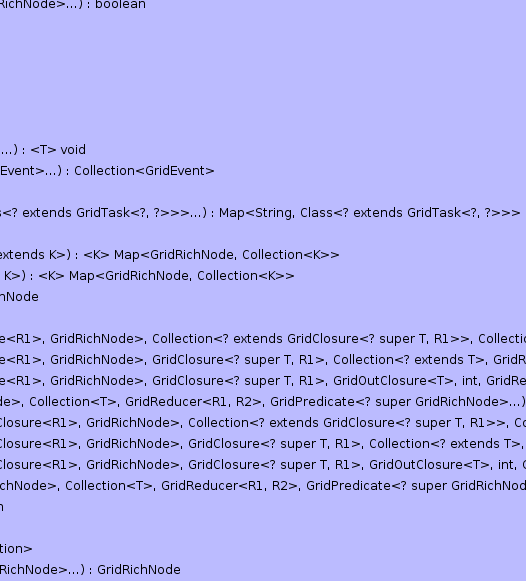 RichNode>...) : boolean
...) : <T> void
Event>...) : Collection<GridEvent>
s<? extends GridTask<?, ?>>>...) : Map<String, Class<? extends GridTask<?, ?>>>
extends K>) : <K> Map<GridRichNode, Collection<K>>
K>) : <K> Map<GridRichNode, Collection<K>>
hNode
e<R1>, GridRichNode>, Collection<? extends GridClosure<? super T, R1>>, Collectio
e<R1>, GridRichNode>, GridClosure<? super T, R1>, Collection<? extends T>, GridR
e<R1>, GridRichNode>, GridClosure<? super T, R1>, GridOutClosure<T>, int, GridRe
de>, Collection<T>, GridReducer<R1, R2>, GridPredicate<? super GridRichNode>...)
Closure<R1>, GridRichNode>, Collection<? extends GridClosure<? super T, R1>>, Co
Closure<R1>, GridRichNode>, GridClosure<? super T, R1>, Collection<? extends T>,
Closure<R1>, GridRichNode>, GridClosure<? super T, R1>, GridOutClosure<T>, int, G
ichNode>, Collection<T>, GridReducer<R1, R2>, GridPredicate<? super GridRichNod
n
tion>
RichNode>...) : GridRichNode